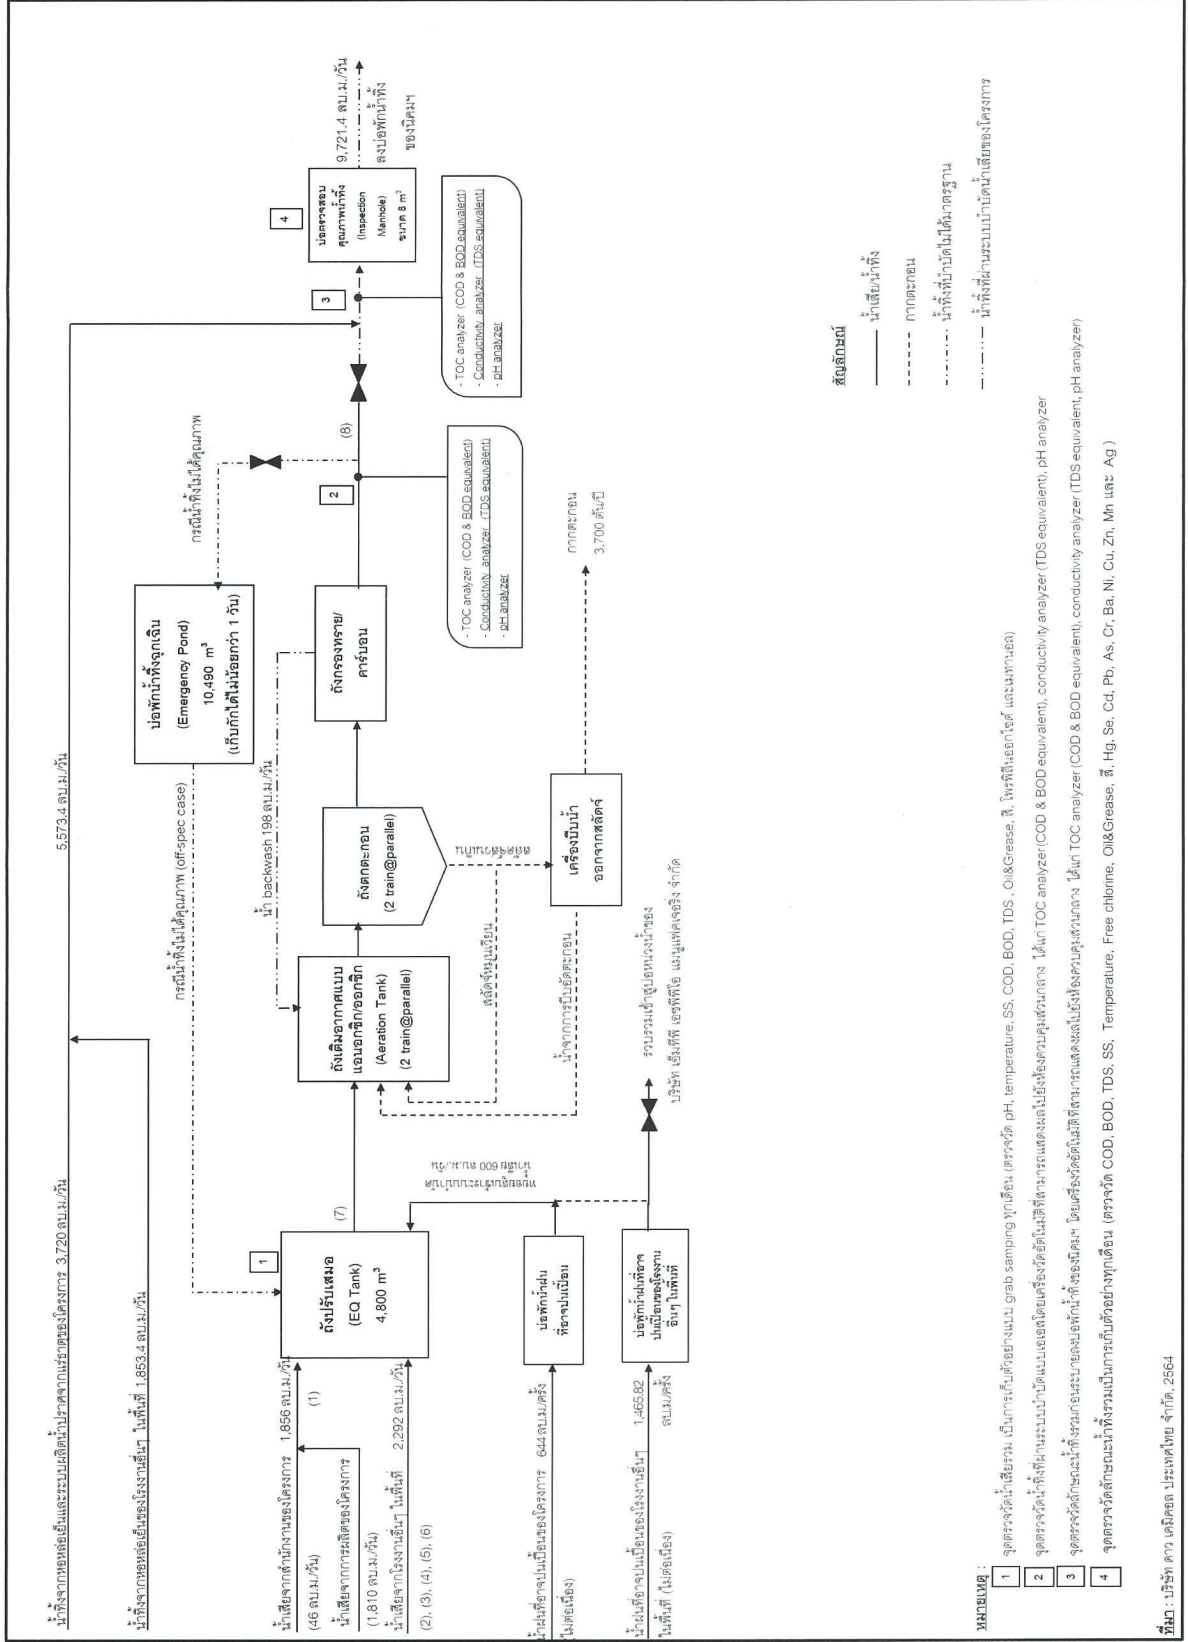 น้ำทิ้งจากหอหล่อเย็นและระบบผลิตน้ำปราศจากแร่ธาตุของโครงการ 3,720 ลบ.ม./วัน
5,573.4 ลบ.ม./วัน
น้ำทิ้งจากหอหล่อเย็นของโรงงานอื่นๆ ในพื้นที่ 1,853.4 ลบ.ม./วัน
กรณีน้ำทิ้งไม่ได้คุณภาพ (off-spec case)
บ่อพักน้ำทิ้งฉุกเฉิน
(Emergency Pond)
10,490 m³
(เก็บกักได้ไม่น้อยกว่า 1 วัน)
กรณีน้ำทิ้งไม่ได้คุณภาพ
น้ำเสียจากสำนักงานของโครงการ 1,856 ลบ.ม./วัน
(46 ลบ.ม./วัน) (1)
น้ำเสียจากการผลิตของโครงการ
(1,810 ลบ.ม./วัน)
น้ำเสียจากโรงงานอื่นๆ ในพื้นที่ 2,292 ลบ.ม./วัน
(2), (3), (4), (5), (6)
1
ถังปรับเสมอ
(EQ Tank)
4,800 m³
(7)
น้ำ backwash 198 ลบ.ม./วัน
ถังเติมอากาศแบบ
แอนอกซิก/ออกซิก
(Aeration Tank)
(2 train@parallel)
ถังตกตะกอน
(2 train@parallel)
ถังกรองทราย/
คาร์บอน
2
(8)
3
4
บ่อตรวจสอบ
คุณภาพน้ำทิ้ง
(Inspection
Manhole)
ขนาด 8 m³
9,721.4 ลบ.ม./วัน
ลงบ่อพักน้ำทิ้ง
ของนิคมฯ
- TOC analyzer (COD & BOD equivalent)
- Conductivity analyzer (TDS equivalent)
- pH analyzer
- TOC analyzer (COD & BOD equivalent)
- Conductivity analyzer (TDS equivalent)
- pH analyzer
สลัดจ์หมุนเวียน
สลัดจ์ส่วนเกิน
น้ำจากการบีบอัดตะกอน
เครื่องบีบน้ำ
ออกจากสลัดจ์
กากตะกอน
3,700 ตัน/ปี
ทยอยสูบเข้าระบบบำบัด
น้ำเสีย 600 ลบ.ม./วัน
น้ำฝนที่อาจปนเปื้อนของโครงการ 644 ลบ.ม./ครั้ง
(ไม่ต่อเนื่อง)
บ่อพักน้ำฝน
ที่อาจปนเปื้อน
น้ำฝนที่อาจปนเปื้อนของโรงงานอื่นๆ 1,465.82
ในพื้นที่ (ไม่ต่อเนื่อง) ลบ.ม./ครั้ง
บ่อพักน้ำฝนที่อาจ
ปนเปื้อนของโรงงาน
อื่นๆ ในพื้นที่
รวบรวมเข้าสู่บ่อหน่วงน้ำของ
บริษัท เอ็มทีพี เอชพีพีโอ แมนูแฟคเจอริ่ง จำกัด
สัญลักษณ์
น้ำเสีย/น้ำทิ้ง
กากตะกอน
น้ำทิ้งที่บำบัดไม่ได้มาตรฐาน
น้ำทิ้งที่ผ่านระบบบำบัดน้ำเสียของโครงการ
หมายเหตุ :
1 จุดตรวจวัดน้ำเสียรวม เป็นการเก็บตัวอย่างแบบ grab samping ทุกเดือน (ตรวจวัด pH, temperature, SS, COD, BOD, TDS , Oil&Grease, สี, โพรพิลีนออกไซด์ และเมทานอล)
2 จุดตรวจวัดน้ำทิ้งที่ผ่านระบบบำบัดแบบเอเอสโดยเครื่องวัดอัตโนมัติที่สามารถแสดงผลไปยังห้องควบคุมส่วนกลาง ได้แก่ TOC analyzer(COD & BOD equivalent), conductivity analyzer (TDS equivalent), pH analyzer
3 จุดตรวจวัดลักษณะน้ำทิ้งรวมก่อนระบายลงบ่อพักน้ำทิ้งของนิคมฯ โดยเครื่องวัดอัตโนมัติที่สามารถแสดงผลไปยังห้องควบคุมส่วนกลาง ได้แก่ TOC analyzer (COD & BOD equivalent), conductivity analyzer (TDS equivalent, pH analyzer)
4 จุดตรวจวัดลักษณะน้ำทิ้งรวมเป็นการเก็บตัวอย่างทุกเดือน (ตรวจวัด COD, BOD, TDS, SS, Temperature, Free chlorine, Oil&Grease, สี, Hg, Se, Cd, Pb, As, Cr, Ba, Ni, Cu, Zn, Mn และ Ag )
ที่มา : บริษัท ดาว เคมิคอล ประเทศไทย จำกัด, 2564